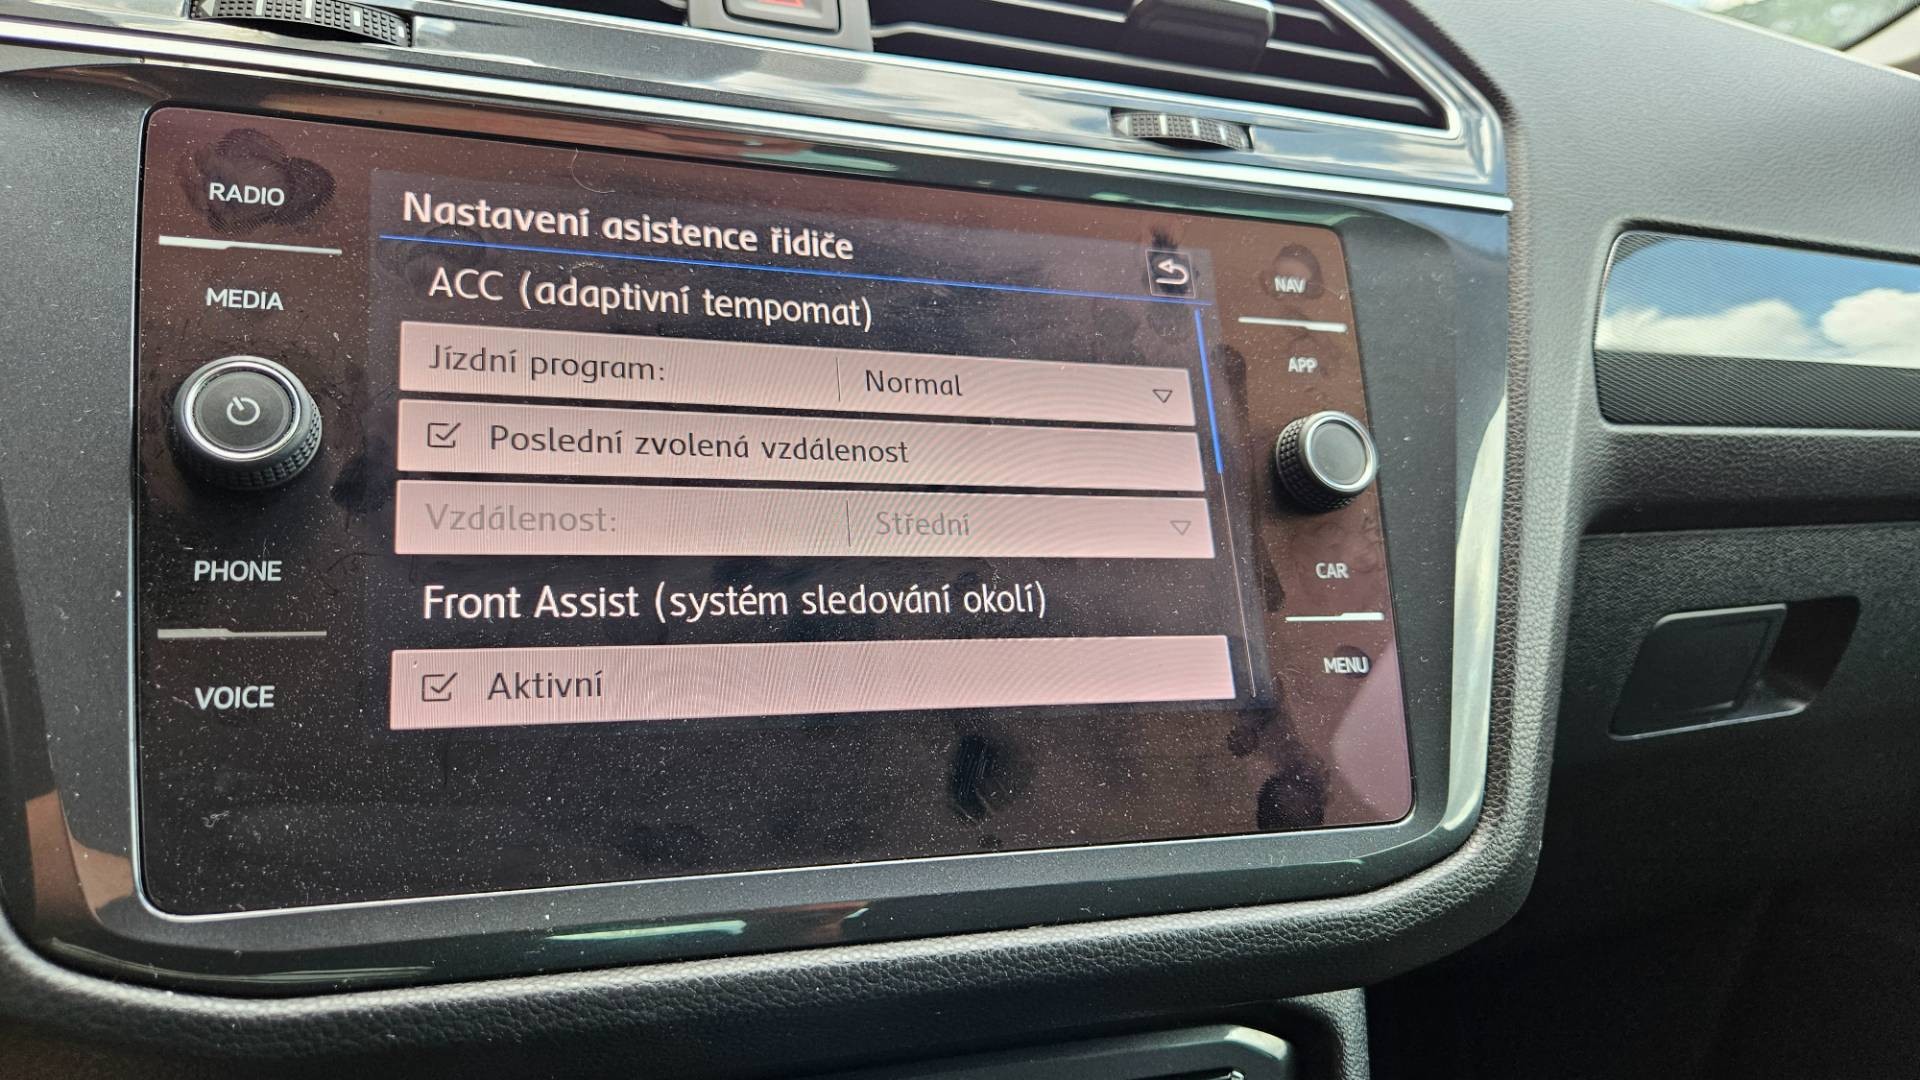 RADIO
MEDIA
PHONE
VOICE
Nastavení asistence řidiče
ACC (adaptivní tempomat)
Jízdní program: Normal
Poslední zvolená vzdálenost
Vzdálenost: Střední
Front Assist (systém sledování okolí)
Aktivní
NAV
APP
CAR
MENU